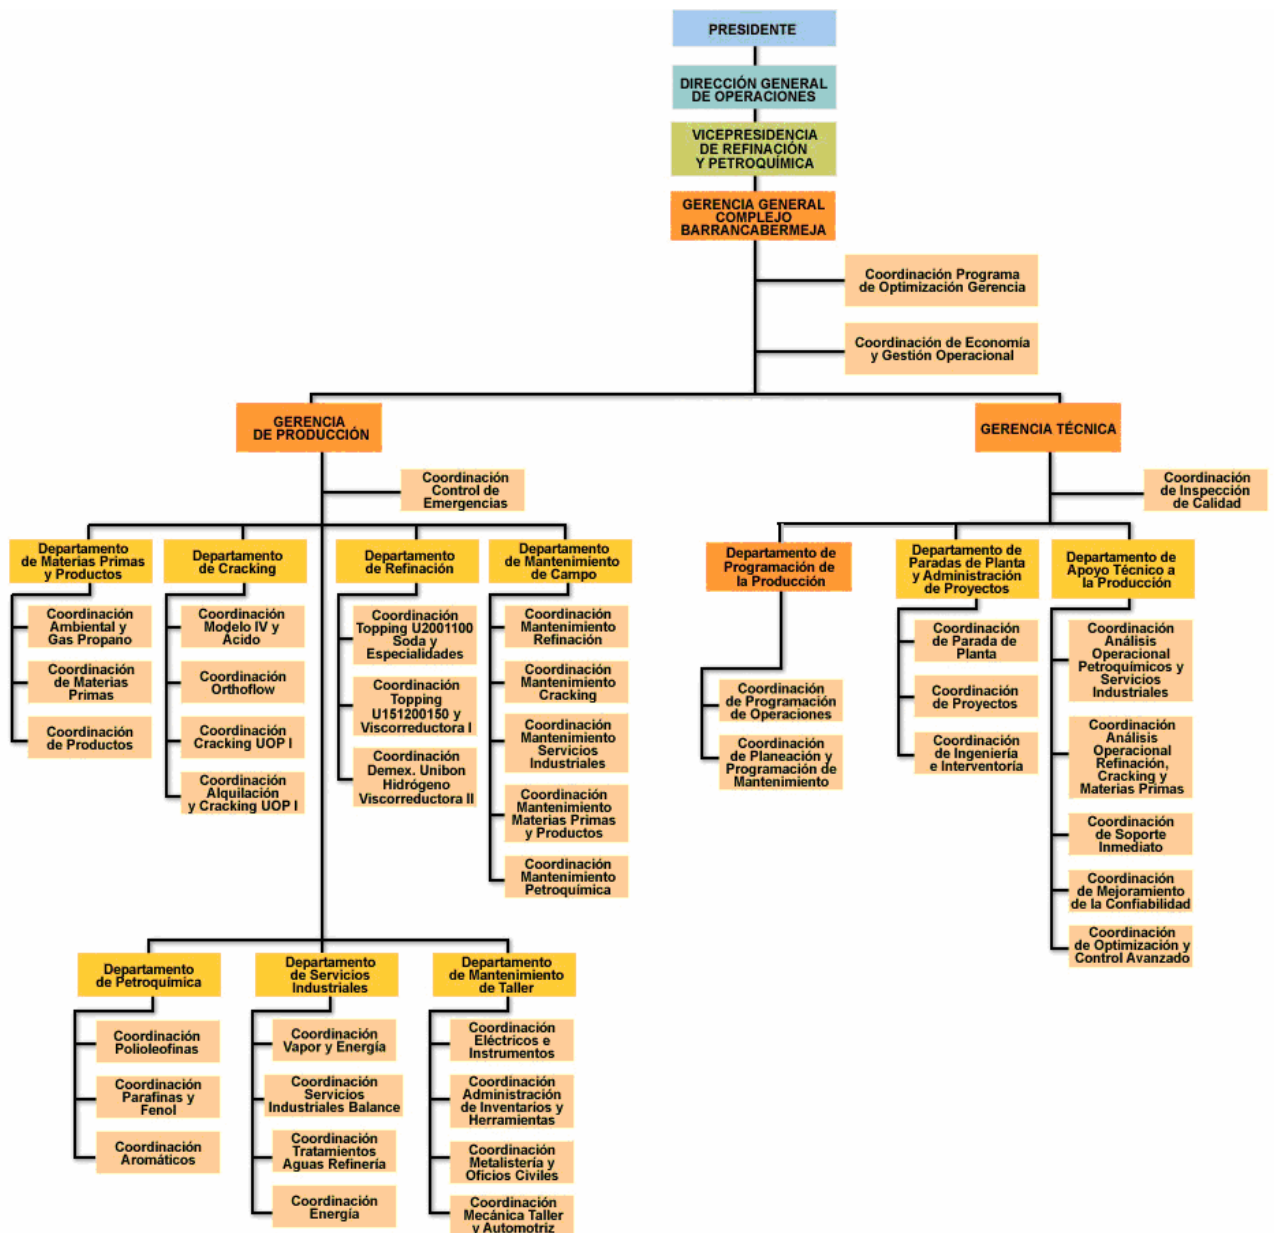 PRESIDENTE
DIRECCIÓN GENERAL
DE OPERACIONES
VICEPRESIDENCIA
DE REFINACIÓN
Y PETROQUÍMICA
GERENCIA GENERAL
COMPLEJO
BARRANCABERMEJA
Coordinación Programa
de Optimización Gerencia
Coordinación de Economía
y Gestión Operacional
GERENCIA
DE PRODUCCIÓN
GERENCIA TÉCNICA
Coordinación
Control de
Emergencias
Coordinación
de Inspección
de Calidad
Departamento
de Materias Primas
y Productos
Coordinación
Ambiental y
Gas Propano
Coordinación
de Materias
Primas
Coordinación
de Productos
Departamento
de Cracking
Coordinación
Modelo IV y
Ácido
Coordinación
Orthoflow
Coordinación
Cracking UOP I
Coordinación
Alquilación
y Cracking UOP I
Departamento
de Refinación
Coordinación
Topping U2001100
Soda y
Especialidades
Coordinación
Topping
U151200150 y
Viscorreductora I
Coordinación
Demex. Unibon
Hidrógeno
Viscorreductora II
Departamento
de Mantenimiento
de Campo
Coordinación
Mantenimiento
Refinación
Coordinación
Mantenimiento
Cracking
Coordinación
Mantenimiento
Servicios
Industriales
Coordinación
Mantenimiento
Materias Primas
y Productos
Coordinación
Mantenimiento
Petroquímica
Departamento de
Programación de
la Producción
Coordinación
de Programación
de Operaciones
Coordinación
de Planeación y
Programación de
Mantenimiento
Departamento de
Paradas de Planta
y Administración
de Proyectos
Coordinación
de Parada de
Planta
Coordinación
de Proyectos
Coordinación
de Ingeniería
e Interventoría
Departamento de
Apoyo Técnico a
la Producción
Coordinación
Análisis
Operacional
Petroquímicos y
Servicios
Industriales
Coordinación
Análisis
Operacional
Refinación,
Cracking y
Materias Primas
Coordinación
de Soporte
Inmediato
Coordinación
de Mejoramiento
de la Confiabilidad
Coordinación
de Optimización y
Control Avanzado
Departamento
de Petroquímica
Coordinación
Polioleofinas
Coordinación
Parafinas y
Fenol
Coordinación
Aromáticos
Departamento
de Servicios
Industriales
Coordinación
Vapor y Energía
Coordinación
Servicios
Industriales Balance
Coordinación
Tratamientos
Aguas Refinería
Coordinación
Energía
Departamento
de Mantenimiento
de Taller
Coordinación
Eléctricos e
Instrumentos
Coordinación
Administración
de Inventarios y
Herramientas
Coordinación
Metalistería y
Oficios Civiles
Coordinación
Mecánica Taller
y Automotriz